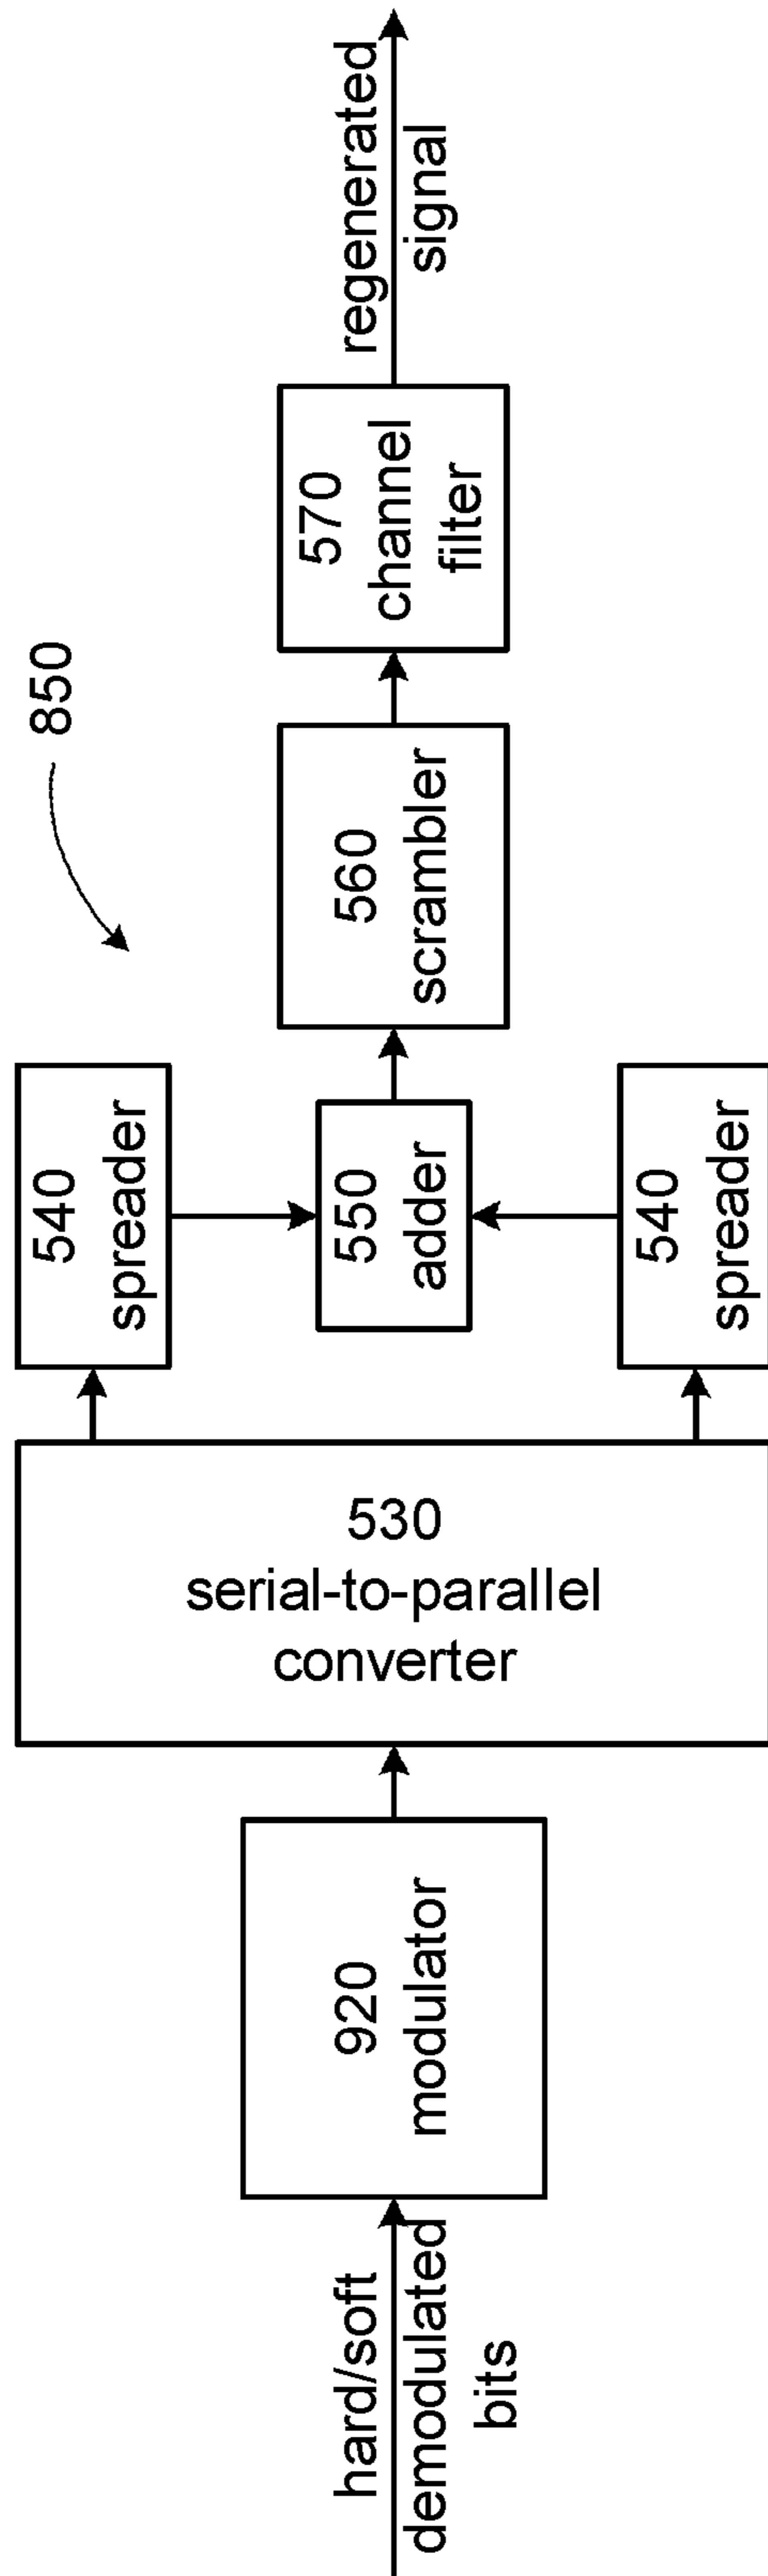 hard/soft
demodulated
bits
920
modulator
530
serial-to-parallel
converter
540
spreader
550
adder
540
spreader
560
scrambler
570
channel
filter
regenerated
signal
850